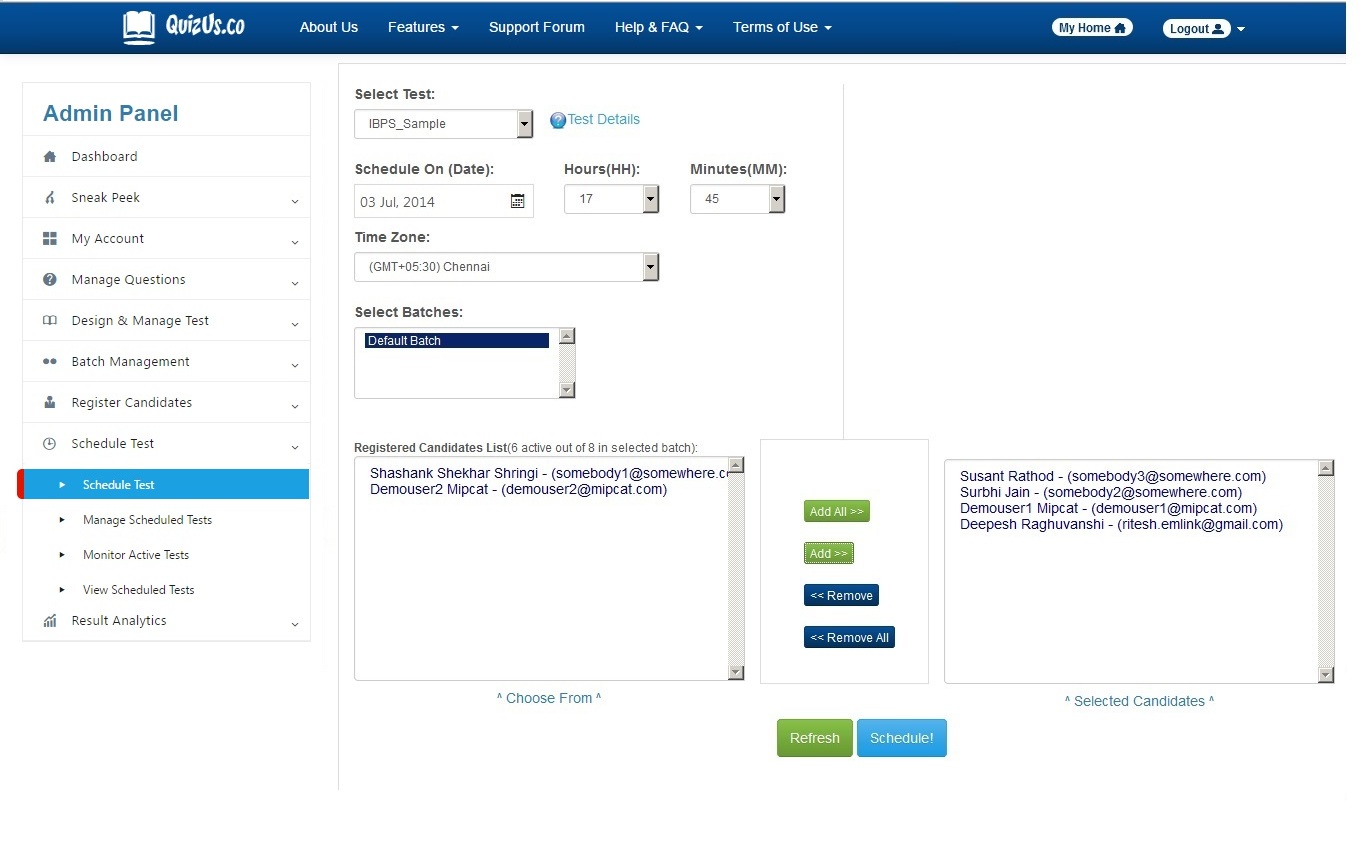 QuizUs.co
About Us Features Support Forum Help & FAQ Terms of Use My Home Logout
Admin Panel
Dashboard
Sneak Peek
My Account
Manage Questions
Design & Manage Test
Batch Management
Register Candidates
Schedule Test
Schedule Test
Manage Scheduled Tests
Monitor Active Tests
View Scheduled Tests
Result Analytics
Select Test:
IBPS_Sample
Test Details
Schedule On (Date): Hours(HH): Minutes(MM):
03 Jul, 2014 17 45
Time Zone:
(GMT+05:30) Chennai
Select Batches:
Default Batch
Registered Candidates List(6 active out of 8 in selected batch):
Shashank Shekhar Shringi - (somebody1@somewhere.co
Demouser2 Mipcat - (demouser2@mipcat.com)
^ Choose From ^
Add All >>
Add >>
<< Remove
<< Remove All
Susant Rathod - (somebody3@somewhere.com)
Surbhi Jain - (somebody2@somewhere.com)
Demouser1 Mipcat - (demouser1@mipcat.com)
Deepesh Raghuvanshi - (ritesh.emlink@gmail.com)
^ Selected Candidates ^
Refresh Schedule!